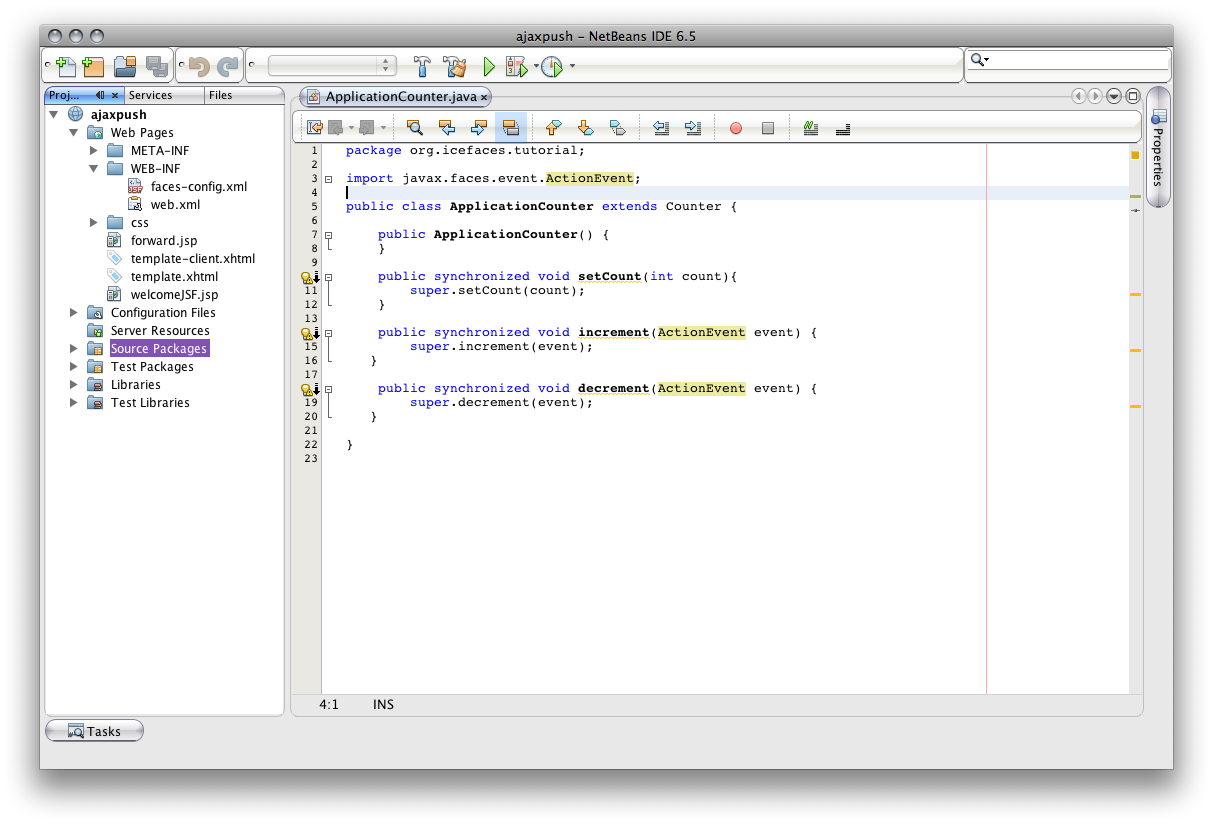 ajaxpush – NetBeans IDE 6.5
Proj...
Services
Files
ajaxpush
Web Pages
META-INF
WEB-INF
faces-config.xml
web.xml
css
forward.jsp
template-client.xhtml
template.xhtml
welcomeJSF.jsp
Configuration Files
Server Resources
Source Packages
Test Packages
Libraries
Test Libraries
Tasks
ApplicationCounter.java
1 package org.icefaces.tutorial;
2
3 import javax.faces.event.ActionEvent;
4
5 public class ApplicationCounter extends Counter {
6
7 public ApplicationCounter() {
8 }
9
public synchronized void setCount(int count){
11 super.setCount(count);
12 }
13
public synchronized void increment(ActionEvent event) {
15 super.increment(event);
16 }
17
public synchronized void decrement(ActionEvent event) {
19 super.decrement(event);
20 }
21
22 }
23
4:1 INS
Properties